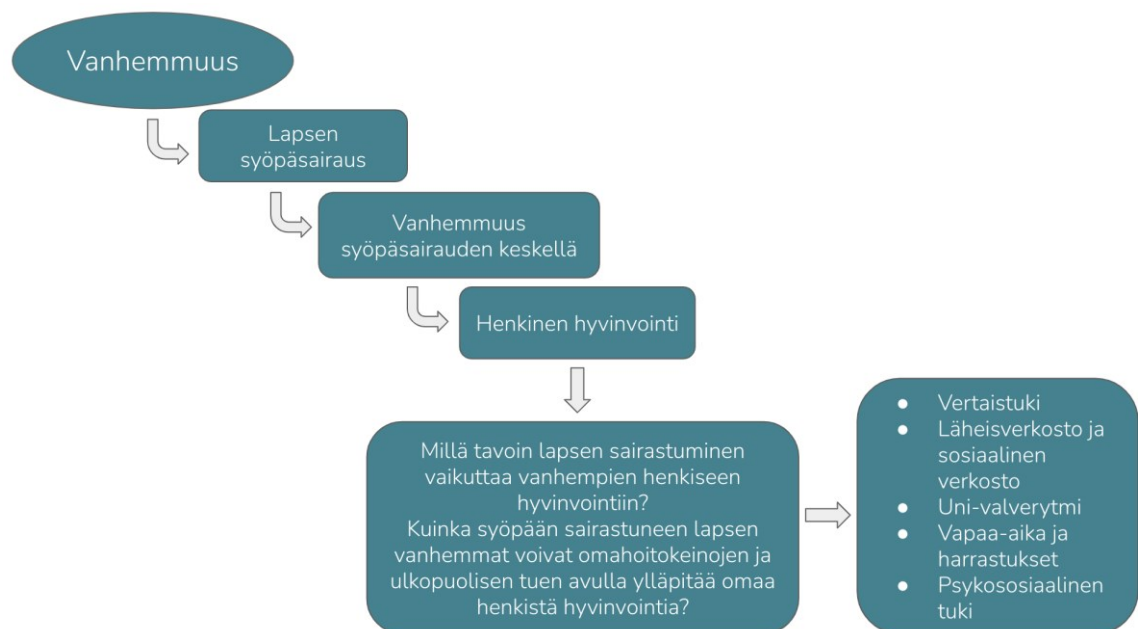 Vanhemmuus
Lapsen
syöpäsairaus
Vanhemmuus
syöpäsairauden keskellä
Henkinen hyvinvointi
Millä tavoin lapsen sairastuminen
vaikuttaa vanhempien henkiseen
hyvinvointiin?
Kuinka syöpään sairastuneen lapsen
vanhemmat voivat omahoitokeinojen ja
ulkopuolisen tuen avulla ylläpitää omaa
henkistä hyvinvointia?
● Vertaistuki
● Läheisverkosto ja
sosiaalinen
verkosto
● Uni-valverytmi
● Vapaa-aika ja
harrastukset
● Psykososiaalinen
tuki